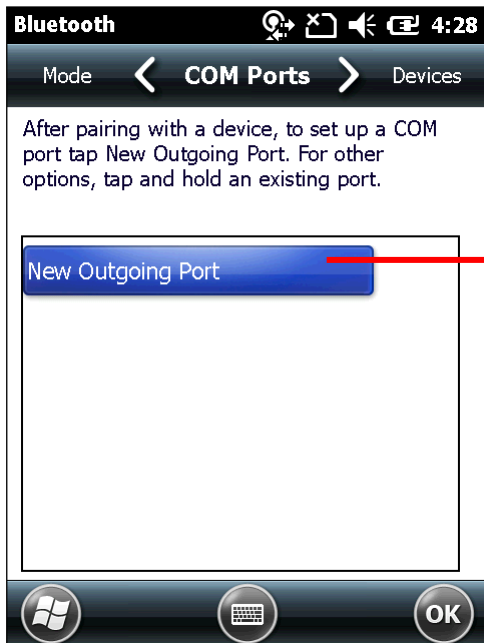 Bluetooth 4:28
Mode COM Ports Devices
After pairing with a device, to set up a COM
port tap New Outgoing Port. For other
options, tap and hold an existing port.
New Outgoing Port
OK